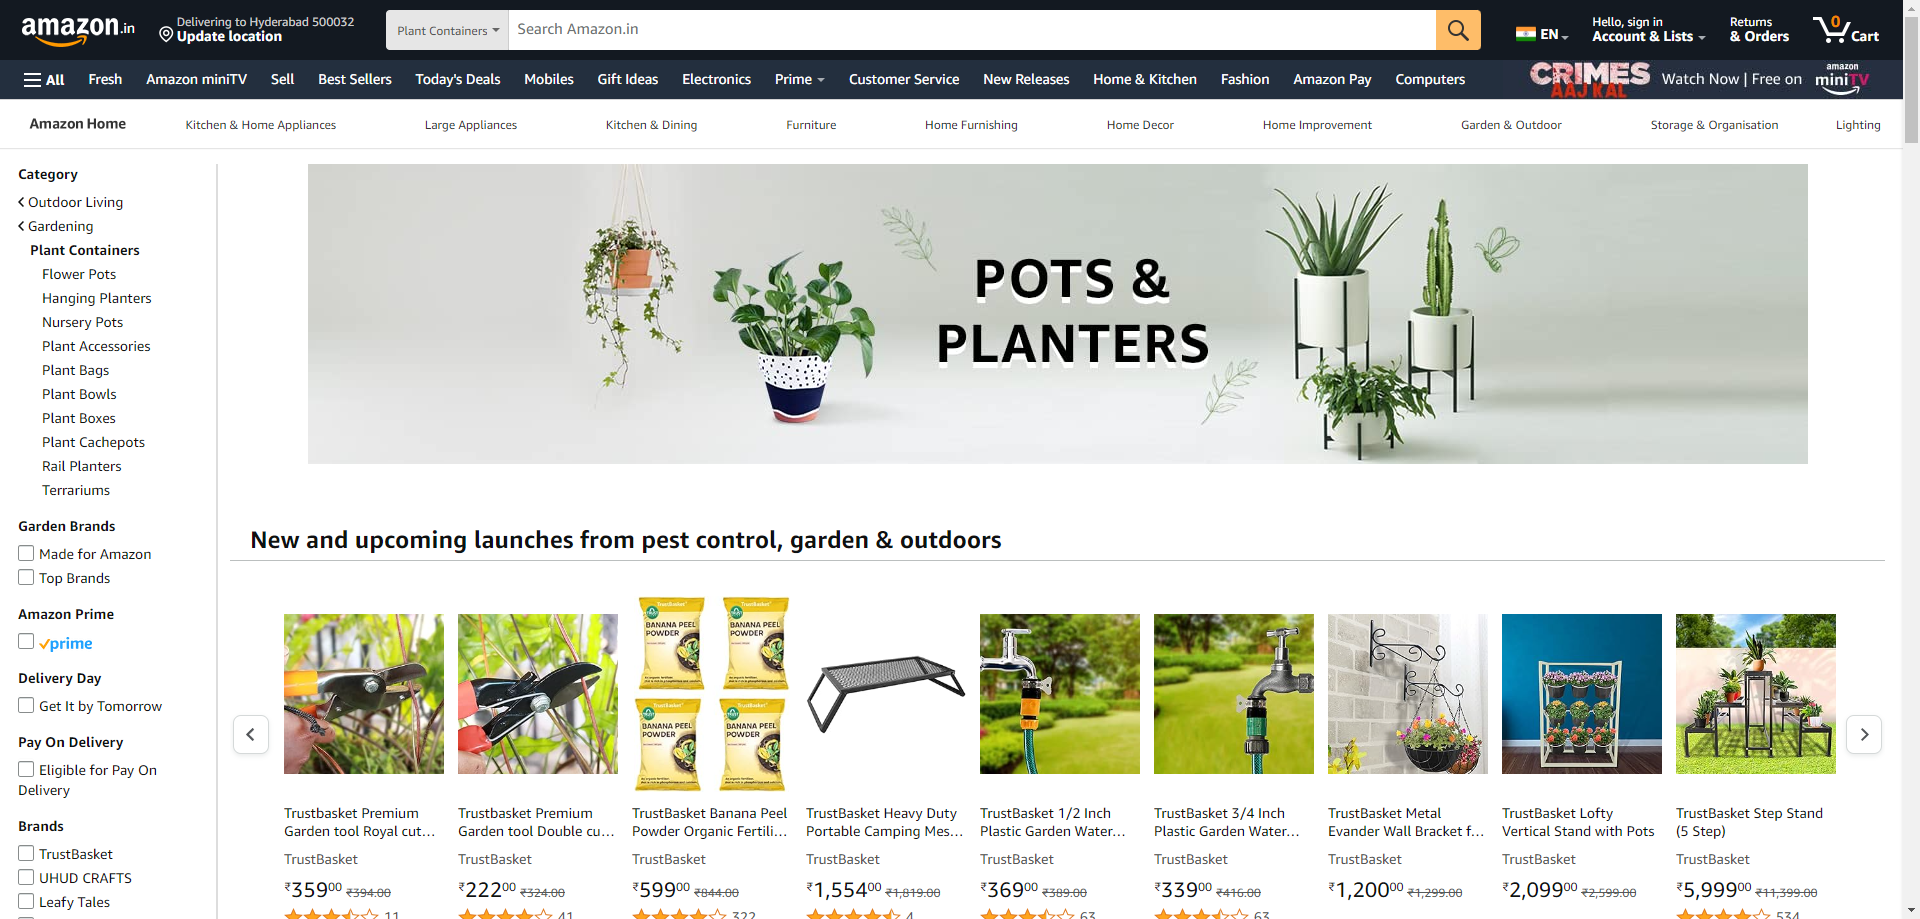 amazon.in
Delivering to Hyderabad 500032
Update location
Plant Containers
Search Amazon.in
EN
Hello, sign in
Account & Lists
Returns
& Orders
0
Cart
All
Fresh
Amazon miniTV
Sell
Best Sellers
Today's Deals
Mobiles
Gift Ideas
Electronics
Prime
Customer Service
New Releases
Home & Kitchen
Fashion
Amazon Pay
Computers
CRIMES
AAJ KAL
Watch Now | Free on
amazon
miniTV
Amazon Home
Kitchen & Home Appliances
Large Appliances
Kitchen & Dining
Furniture
Home Furnishing
Home Decor
Home Improvement
Garden & Outdoor
Storage & Organisation
Lighting
Category
Outdoor Living
Gardening
Plant Containers
Flower Pots
Hanging Planters
Nursery Pots
Plant Accessories
Plant Bags
Plant Bowls
Plant Boxes
Plant Cachepots
Rail Planters
Terrariums
Garden Brands
Made for Amazon
Top Brands
Amazon Prime
prime
Delivery Day
Get It by Tomorrow
Pay On Delivery
Eligible for Pay On
Delivery
Brands
TrustBasket
UHUD CRAFTS
Leafy Tales
POTS &
PLANTERS
New and upcoming launches from pest control, garden & outdoors
TrustBasket
BANANA PEEL
POWDER
TrustBasket
BANANA PEEL
POWDER
TrustBasket
BANANA PEEL
POWDER
TrustBasket
BANANA PEEL
POWDER
TrustBasket Premium
Garden tool Royal cut...
TrustBasket
₹35900 ₹394.00
11
Trustbasket Premium
Garden tool Double cu...
TrustBasket
₹22200 ₹324.00
41
TrustBasket Banana Peel
Powder Organic Fertili...
TrustBasket
₹59900 ₹844.00
322
TrustBasket Heavy Duty
Portable Camping Mes...
TrustBasket
₹1,55400 ₹1,819.00
4
TrustBasket 1/2 Inch
Plastic Garden Water...
TrustBasket
₹36900 ₹389.00
63
TrustBasket 3/4 Inch
Plastic Garden Water...
TrustBasket
₹33900 ₹416.00
63
TrustBasket Metal
Evander Wall Bracket f...
TrustBasket
₹1,20000 ₹1,299.00
TrustBasket Lofty
Vertical Stand with Pots
TrustBasket
₹2,09900 ₹2,599.00
TrustBasket Step Stand
(5 Step)
TrustBasket
₹5,99900 ₹11,399.00
534